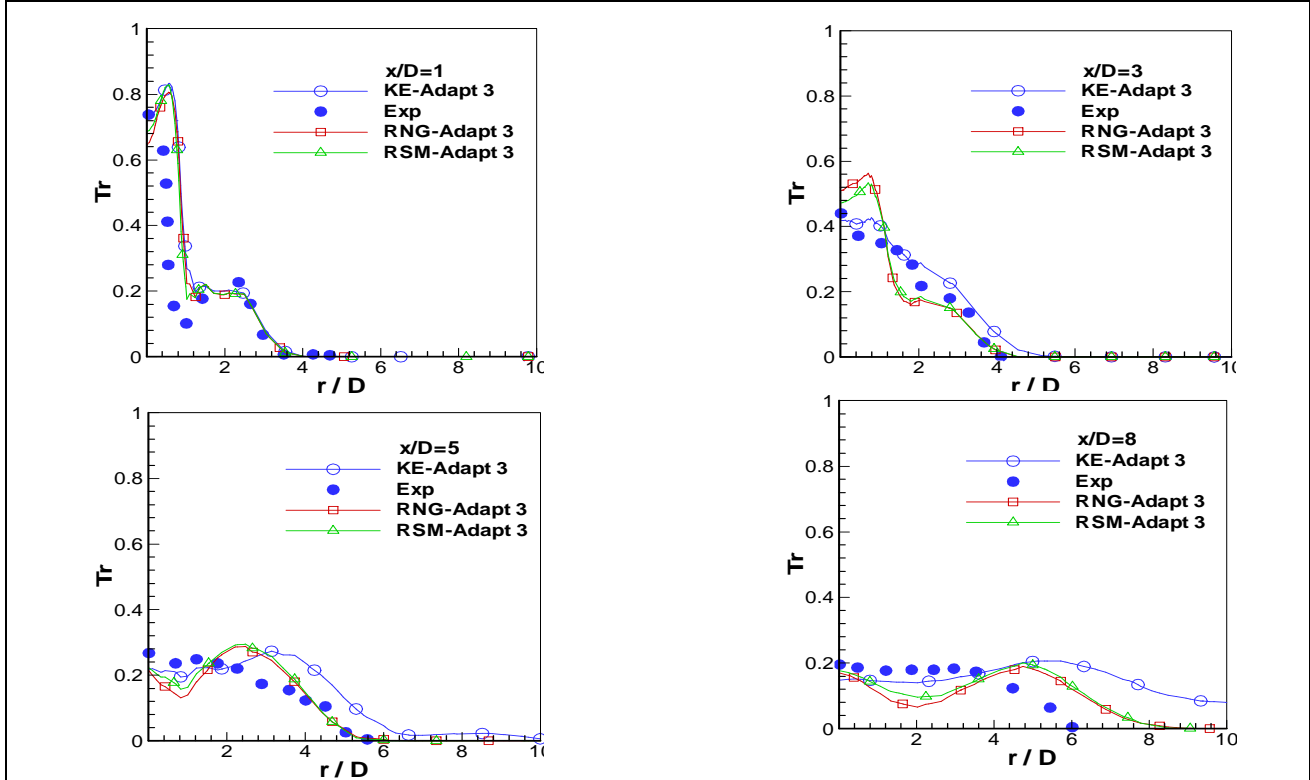 1
0.8
0.6
0.4
0.2
0
Tr
x/D=1
KE-Adapt 3
Exp
RNG-Adapt 3
RSM-Adapt 3
2 4 6 8 10
r / D
1
0.8
0.6
0.4
0.2
0
Tr
x/D=3
KE-Adapt 3
Exp
RNG-Adapt 3
RSM-Adapt 3
2 4 6 8
r / D
1
0.8
0.6
0.4
0.2
0
Tr
x/D=5
KE-Adapt 3
Exp
RNG-Adapt 3
RSM-Adapt 3
2 4 6 8 10
r / D
1
0.8
0.6
0.4
0.2
0
Tr
x/D=8
KE-Adapt 3
Exp
RNG-Adapt 3
RSM-Adapt 3
2 4 6 8 10
r / D